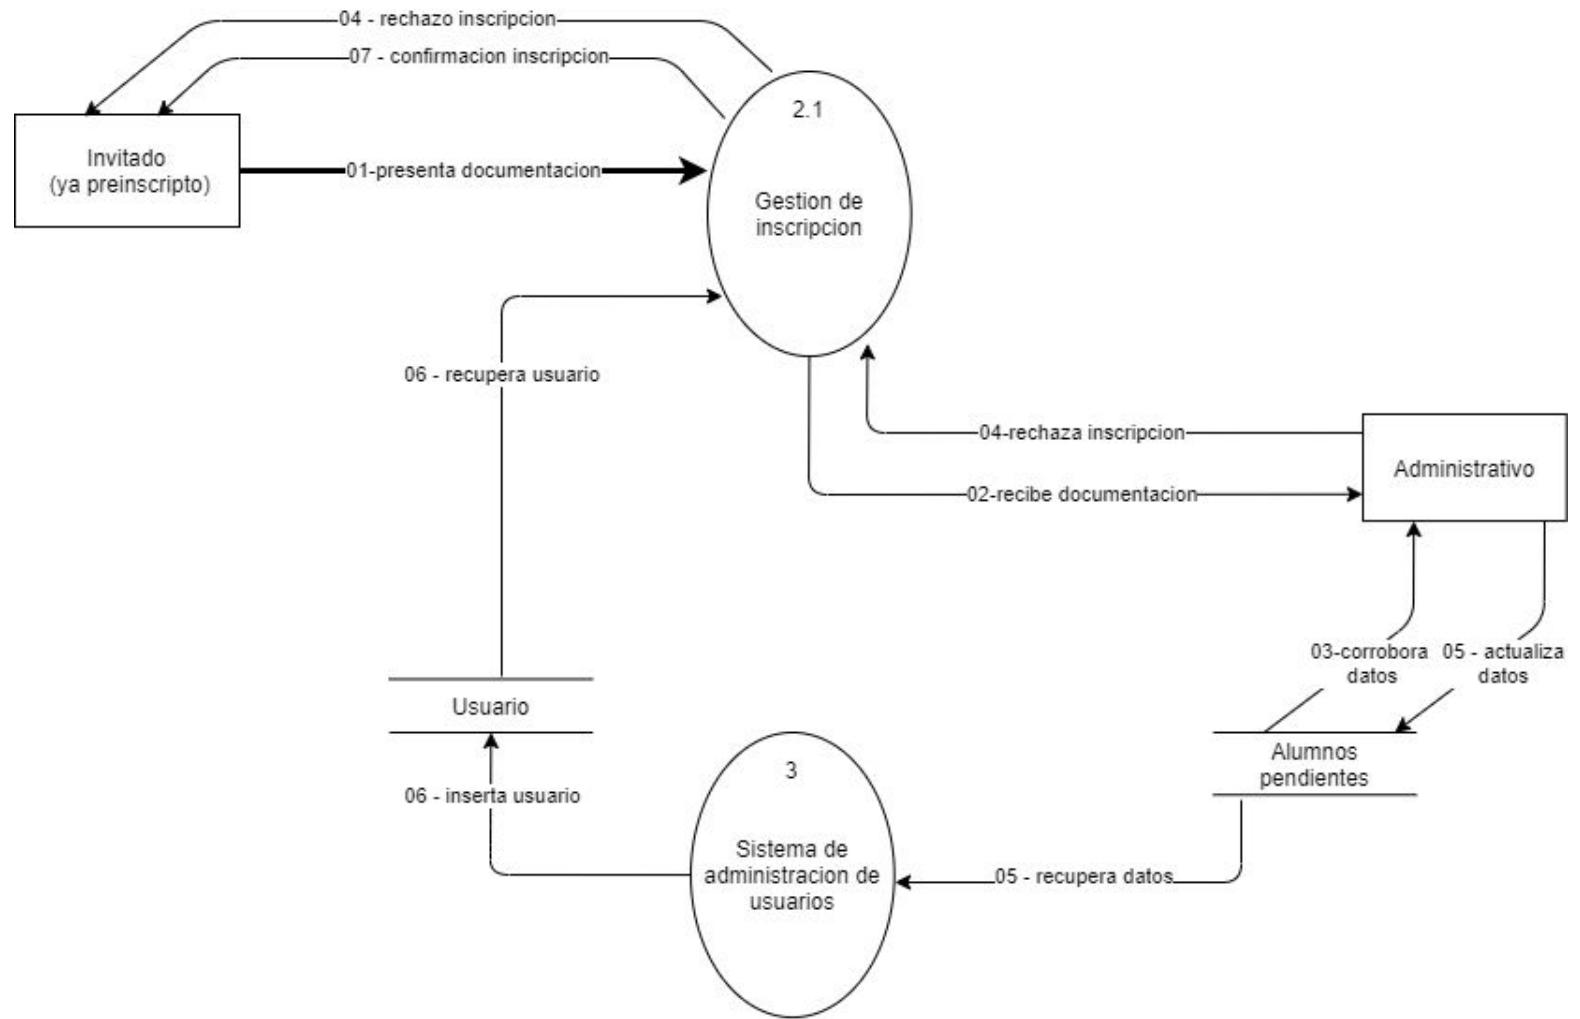 04 - rechazo inscripcion
07 - confirmacion inscripcion
2.1
Invitado
(ya preinscripto)
01-presenta documentacion
Gestion de
inscripcion
06 - recupera usuario
04-rechaza inscripcion
Administrativo
02-recibe documentacion
03-corrobora
datos
05 - actualiza
datos
Usuario
Alumnos
pendientes
3
06 - inserta usuario
Sistema de
administracion de
usuarios
05 - recupera datos